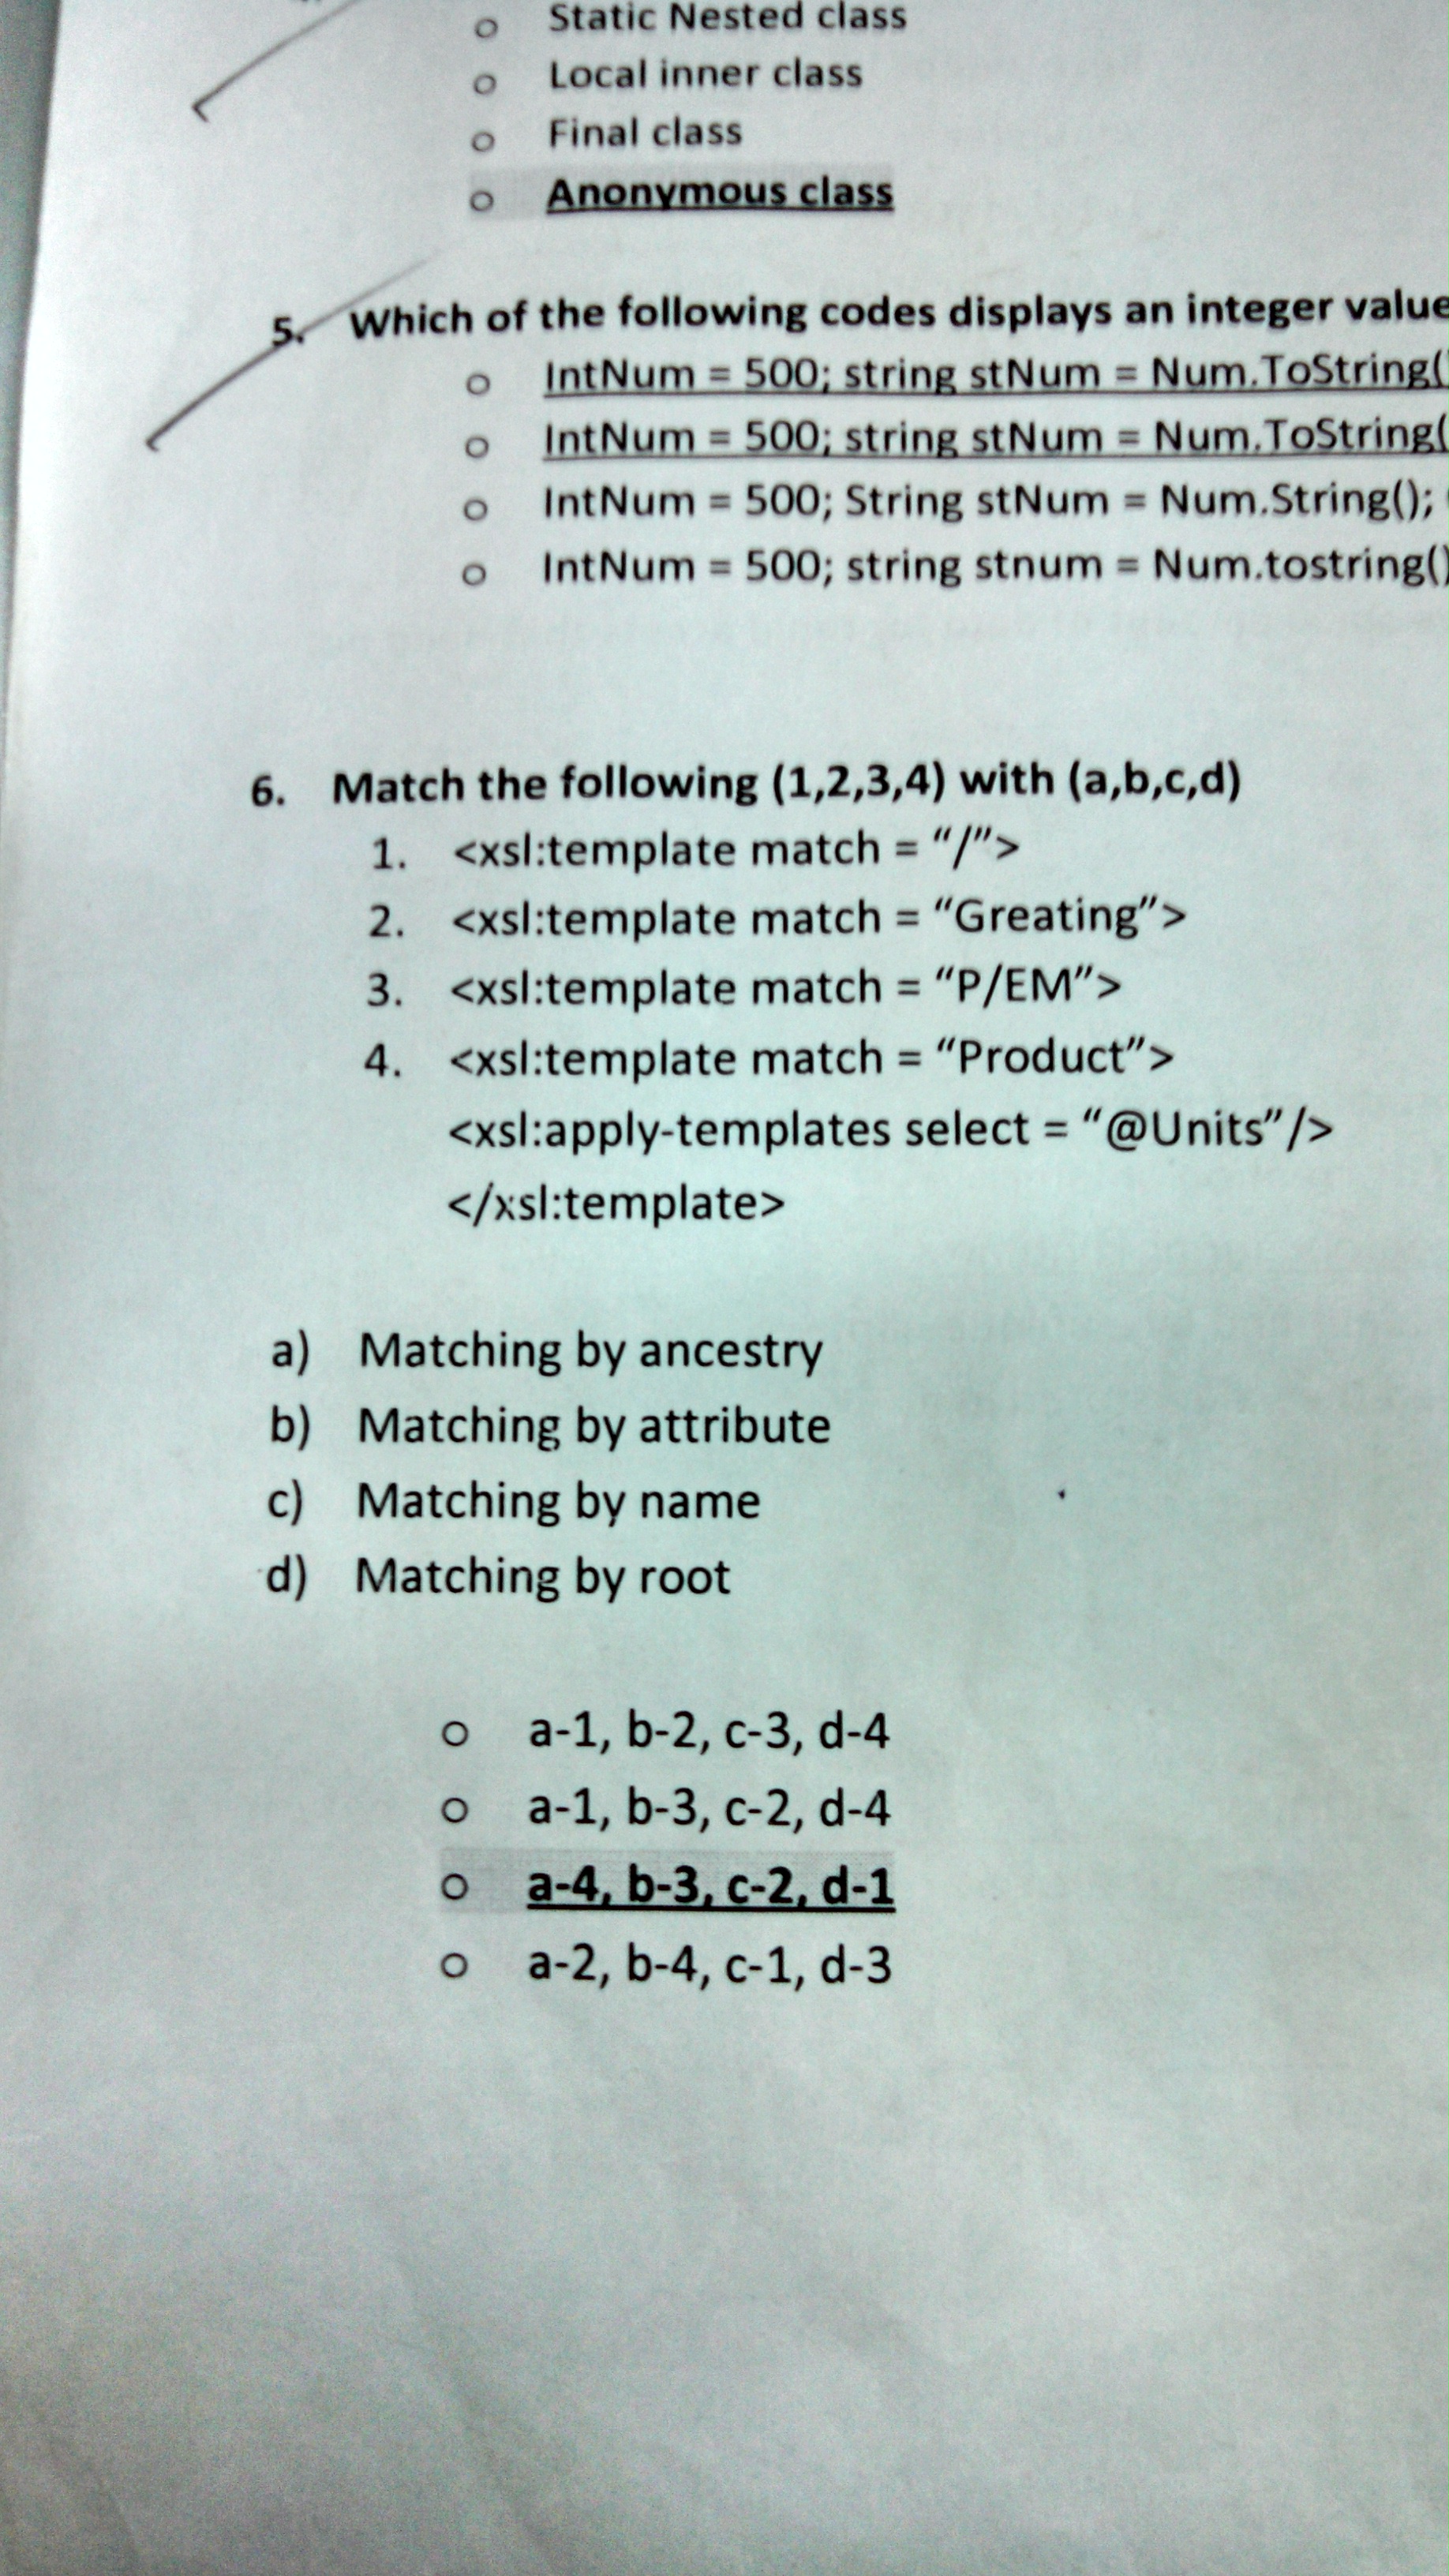 Static Nested class
Local inner class
Final class
Anonymous class
5. Which of the following codes displays an integer value
IntNum = 500; string stNum = Num.ToString(
IntNum = 500; string stNum = Num.ToString(
IntNum = 500; String stNum = Num.String();
IntNum = 500; string stnum = Num.tostring()
6. Match the following (1,2,3,4) with (a,b,c,d)
1. <xsl:template match = “/”>
2. <xsl:template match = “Greating”>
3. <xsl:template match = “P/EM”>
4. <xsl:template match = “Product”>
<xsl:apply-templates select = “@Units”/>
</xsl:template>
a) Matching by ancestry
b) Matching by attribute
c) Matching by name
d) Matching by root
a-1, b-2, c-3, d-4
a-1, b-3, c-2, d-4
a-4, b-3, c-2, d-1
a-2, b-4, c-1, d-3